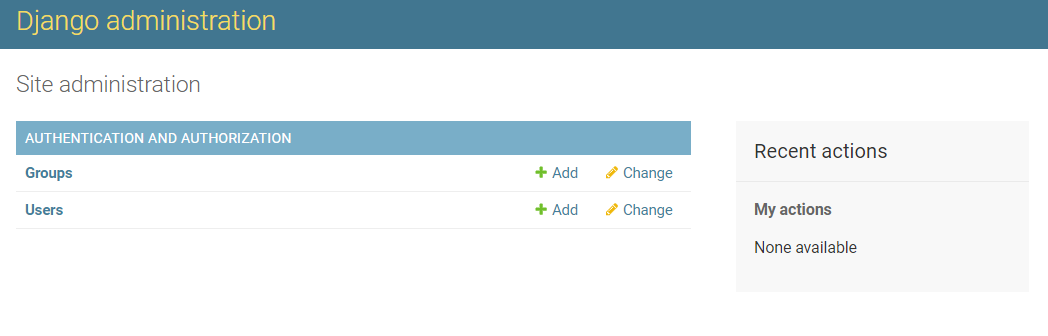 Django administration
Site administration
AUTHENTICATION AND AUTHORIZATION
Groups Add Change
Users Add Change
Recent actions
My actions
None available